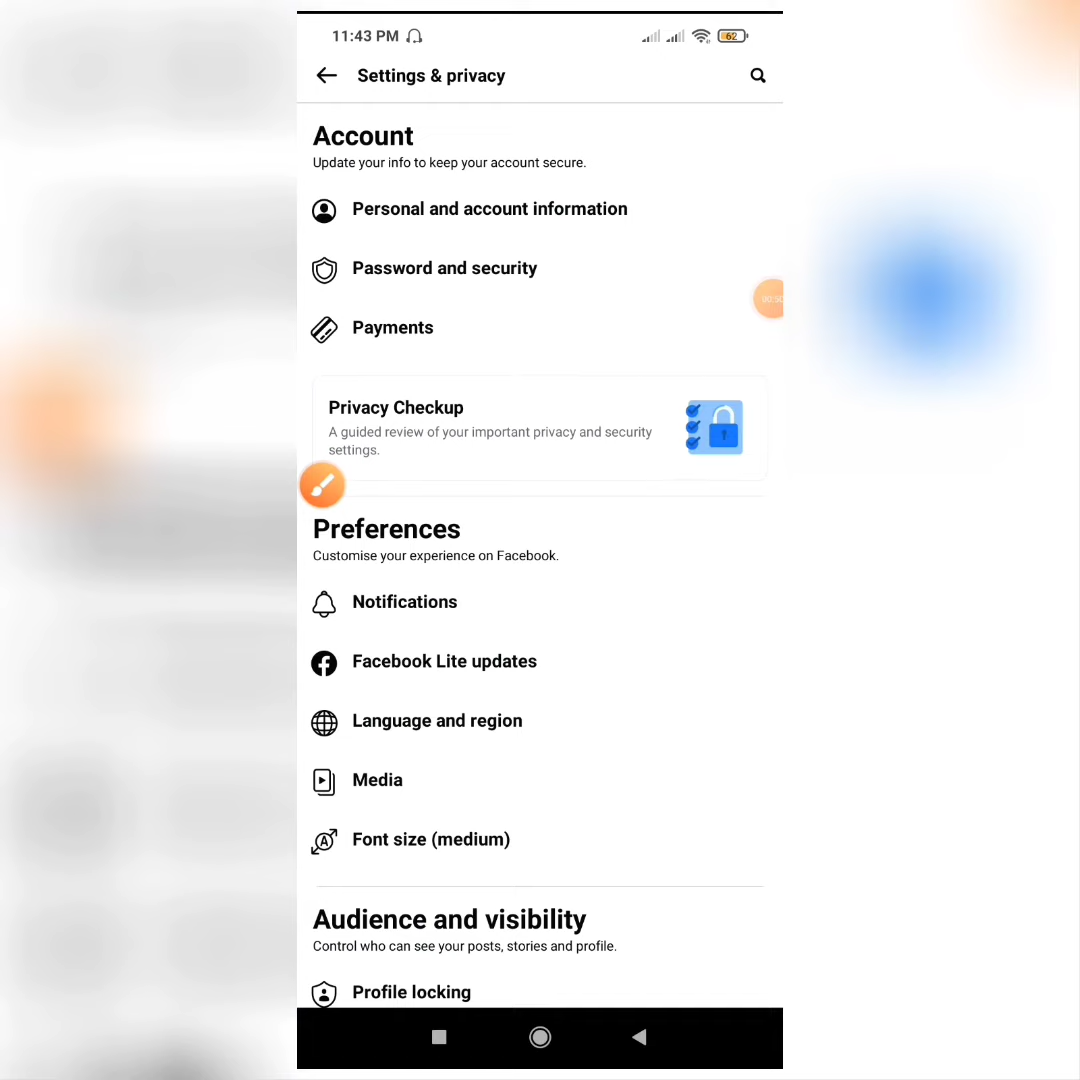 11:43 PM
62
Settings & privacy
Account
Update your info to keep your account secure.
Personal and account information
Password and security
00:50
Payments
Privacy Checkup
A guided review of your important privacy and security
settings.
Preferences
Customise your experience on Facebook.
Notifications
Facebook Lite updates
Language and region
Media
A
Font size (medium)
Audience and visibility
Control who can see your posts, stories and profile.
Profile locking